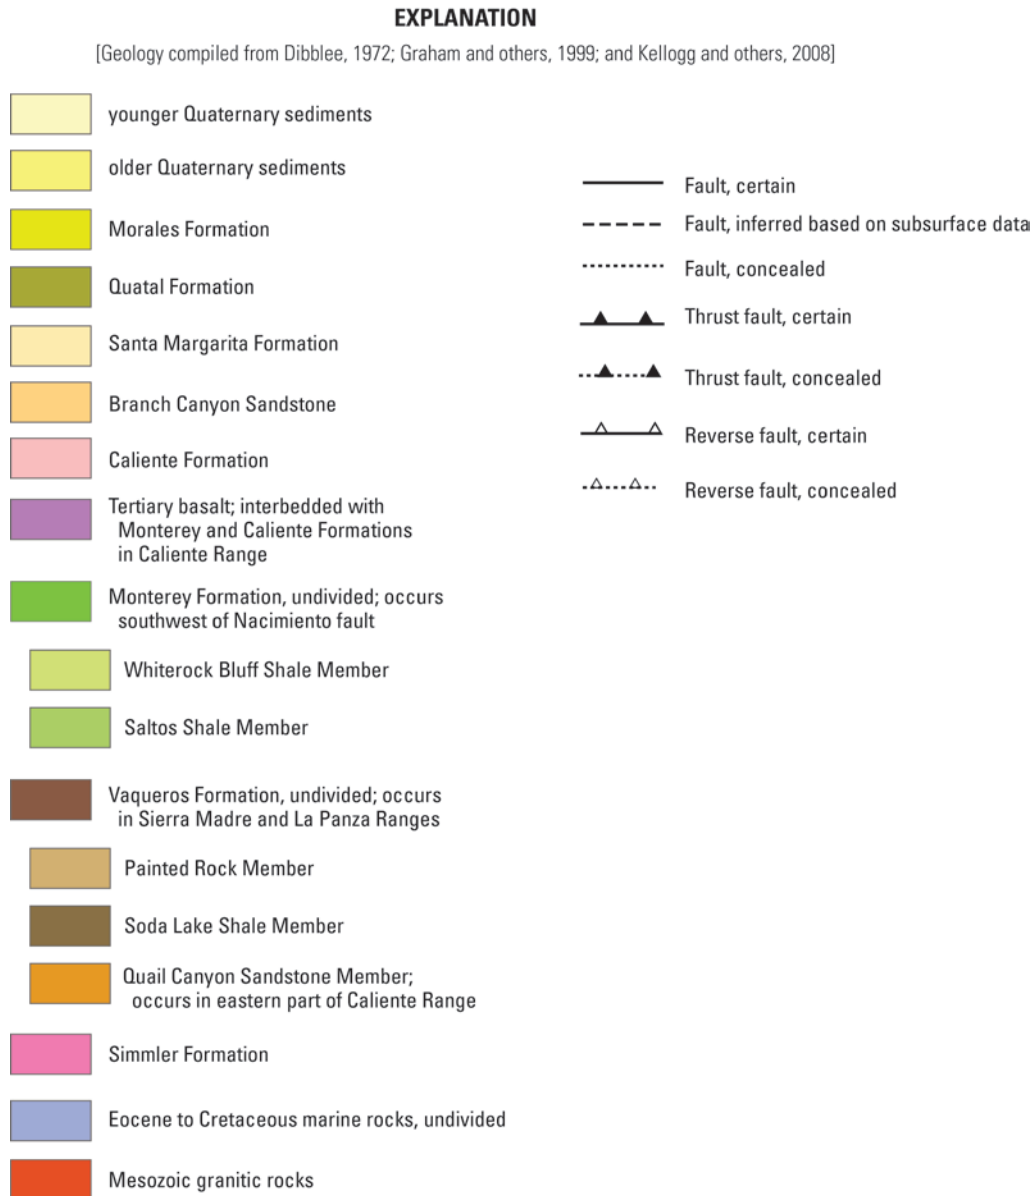 EXPLANATION
[Geology compiled from Dibblee, 1972; Graham and others, 1999; and Kellogg and others, 2008]
younger Quaternary sediments
older Quaternary sediments
Morales Formation
Quatal Formation
Santa Margarita Formation
Branch Canyon Sandstone
Caliente Formation
Tertiary basalt; interbedded with
Monterey and Caliente Formations
in Caliente Range
Monterey Formation, undivided; occurs
southwest of Nacimiento fault
Whiterock Bluff Shale Member
Saltos Shale Member
Vaqueros Formation, undivided; occurs
in Sierra Madre and La Panza Ranges
Painted Rock Member
Soda Lake Shale Member
Quail Canyon Sandstone Member;
occurs in eastern part of Caliente Range
Simmler Formation
Eocene to Cretaceous marine rocks, undivided
Mesozoic granitic rocks
Fault, certain
Fault, inferred based on subsurface data
Fault, concealed
Thrust fault, certain
Thrust fault, concealed
Reverse fault, certain
Reverse fault, concealed